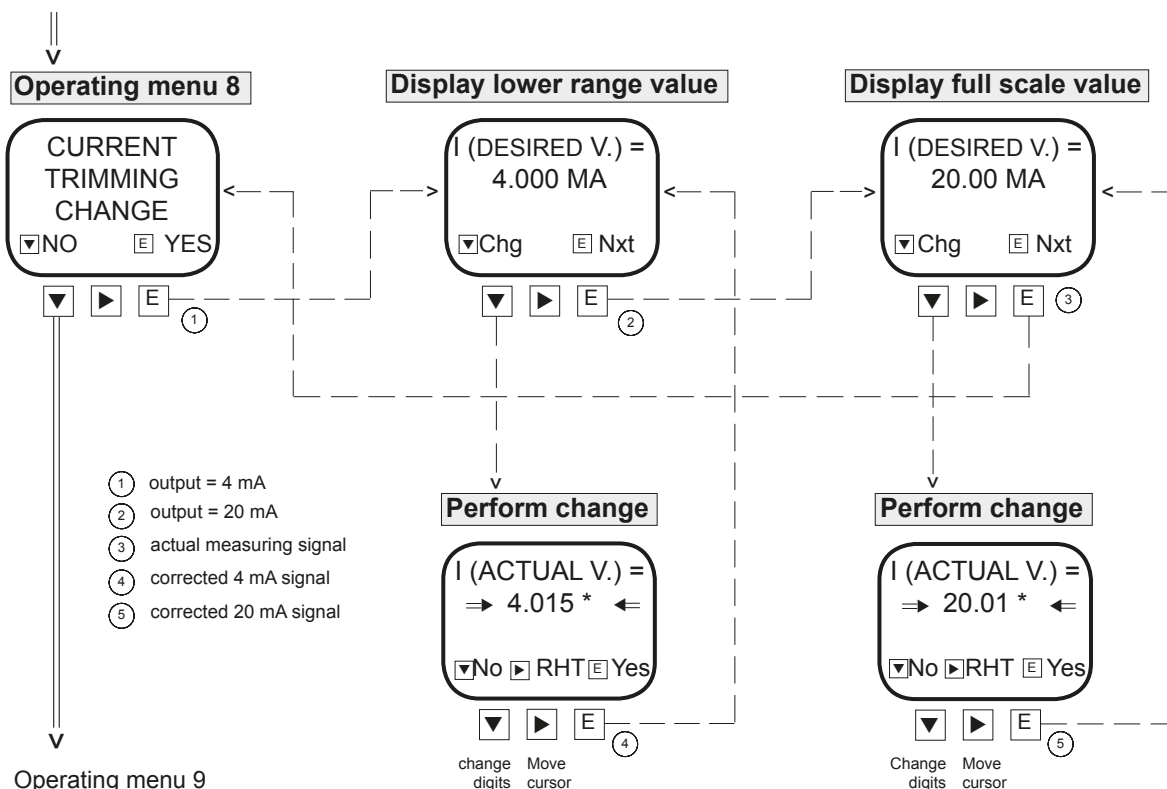 Operating menu 8
CURRENT
TRIMMING
CHANGE
▼NO E YES
▼ ▶ E
1
Display lower range value
I (DESIRED V.) =
4.000 MA
▼Chg E Nxt
▼ ▶ E
2
Display full scale value
I (DESIRED V.) =
20.00 MA
▼Chg E Nxt
▼ ▶ E 3
1 output = 4 mA
2 output = 20 mA
3 actual measuring signal
4 corrected 4 mA signal
5 corrected 20 mA signal
Perform change
I (ACTUAL V.) =
⇒ 4.015 * ⇐
▼No ▶ RHT E Yes
▼ ▶ E
4
change Move
digits cursor
Perform change
I (ACTUAL V.) =
⇒ 20.01 * ⇐
▼No ▶RHT E Yes
▼ ▶ E
5
Change Move
digits cursor
Operating menu 9